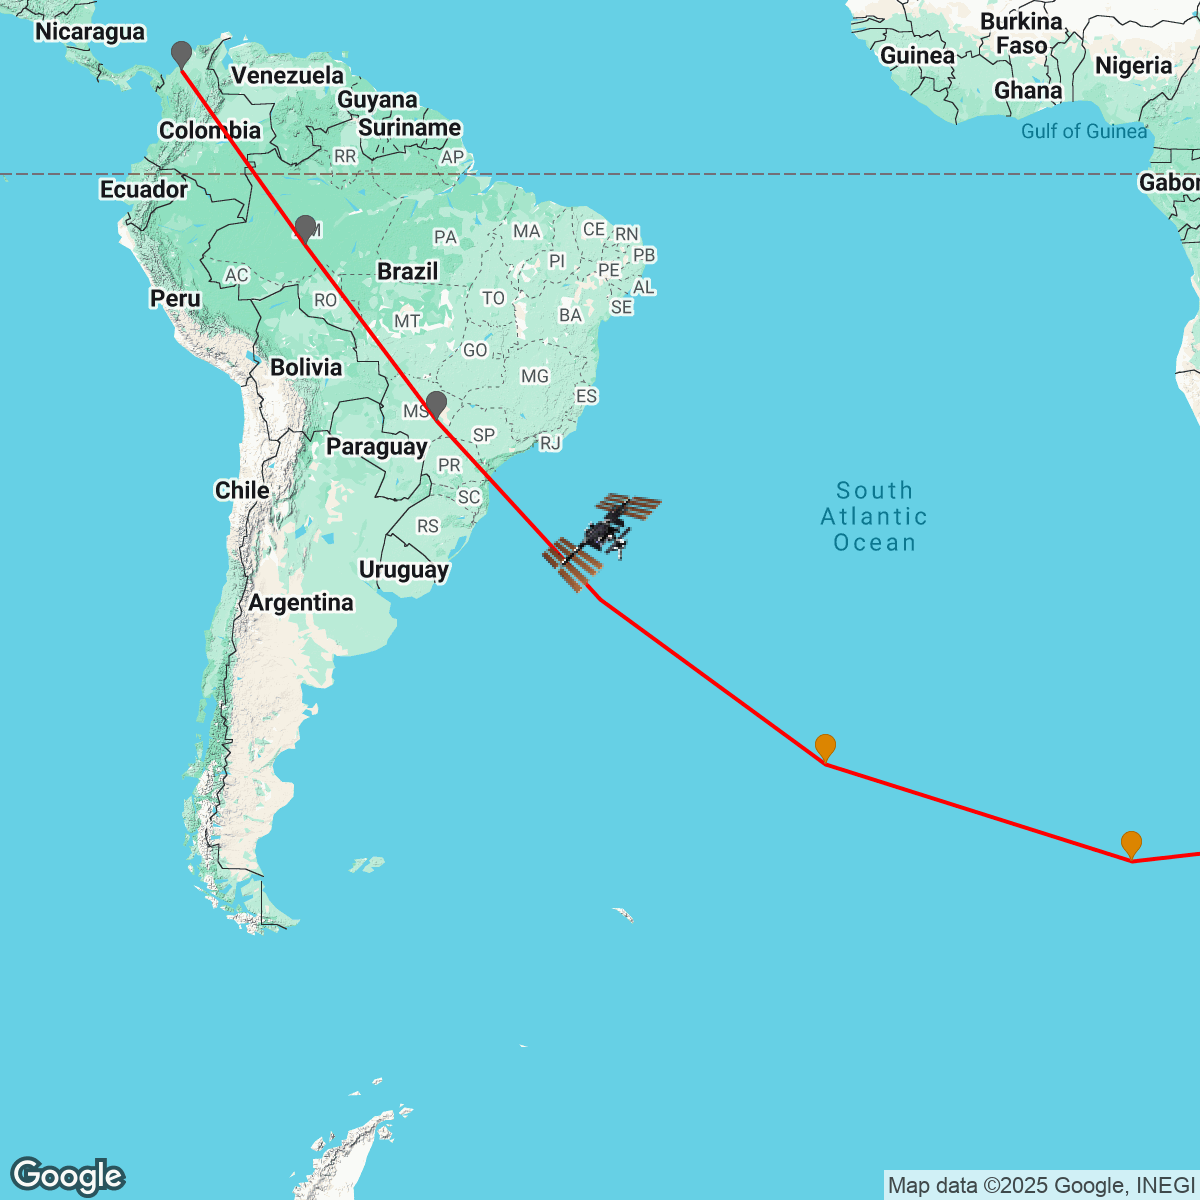 Nicaragua
Burkina
Faso
Guinea
Nigeria
Venezuela
Ghana
Guyana
Suriname
Colombia
Gulf of Guinea
RR
AP
Ecuador
Gabon
MA
CE
RN
PA
PI
PB
Brazil
PE
AC
AL
Peru
RO
TO
SE
MT
BA
GO
Bolivia
MG
ES
MS
SP
RJ
Paraguay
PR
Chile
South
Atlantic
Ocean
SC
RS
Uruguay
Argentina
Google
Map data ©2025 Google, INEGI